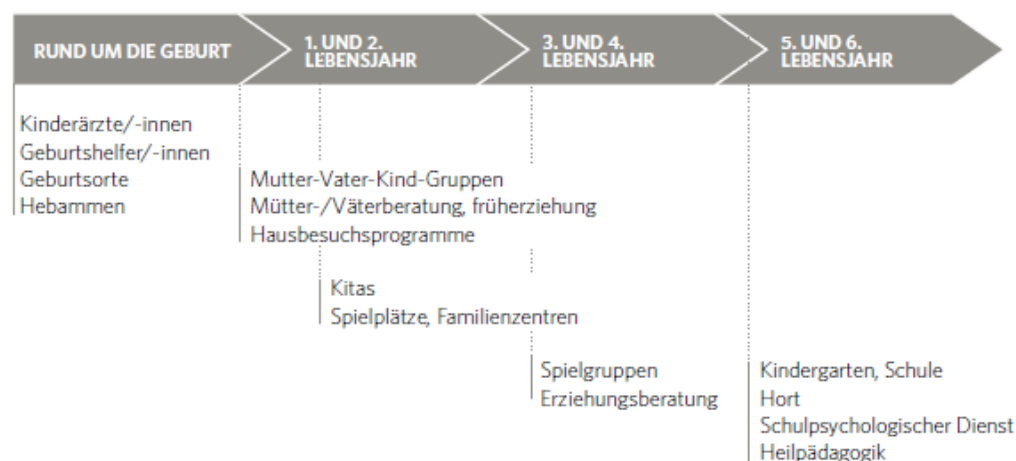 RUND UM DIE GEBURT
1. UND 2.
LEBENSJAHR
3. UND 4.
LEBENSJAHR
5. UND 6.
LEBENSJAHR
Kinderärzte/-innen
Geburtshelfer/-innen
Geburtsorte
Hebammen
Mutter-Vater-Kind-Gruppen
Mütter-/Väterberatung, früherziehung
Hausbesuchsprogramme
Kitas
Spielplätze, Familienzentren
Spielgruppen
Erziehungsberatung
Kindergarten, Schule
Hort
Schulpsychologischer Dienst
Heilpädagogik